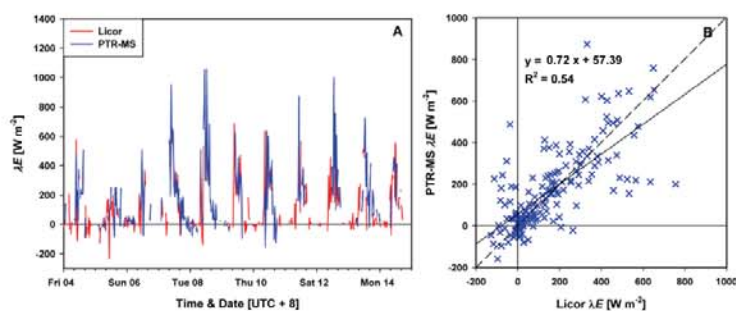 A
Licor
PTR-MS
λE [W m⁻²]
1400
1200
1000
800
600
400
200
0
-200
Fri 04 Sun 06 Tue 08 Thu 10 Sat 12 Mon 14
Time & Date [UTC + 8]
B
y = 0.72 x + 57.39
R² = 0.54
PTR-MS λE [W m⁻²]
1000
800
600
400
200
0
-200
-200 0 200 400 600 800 1000
Licor λE [W m⁻²]